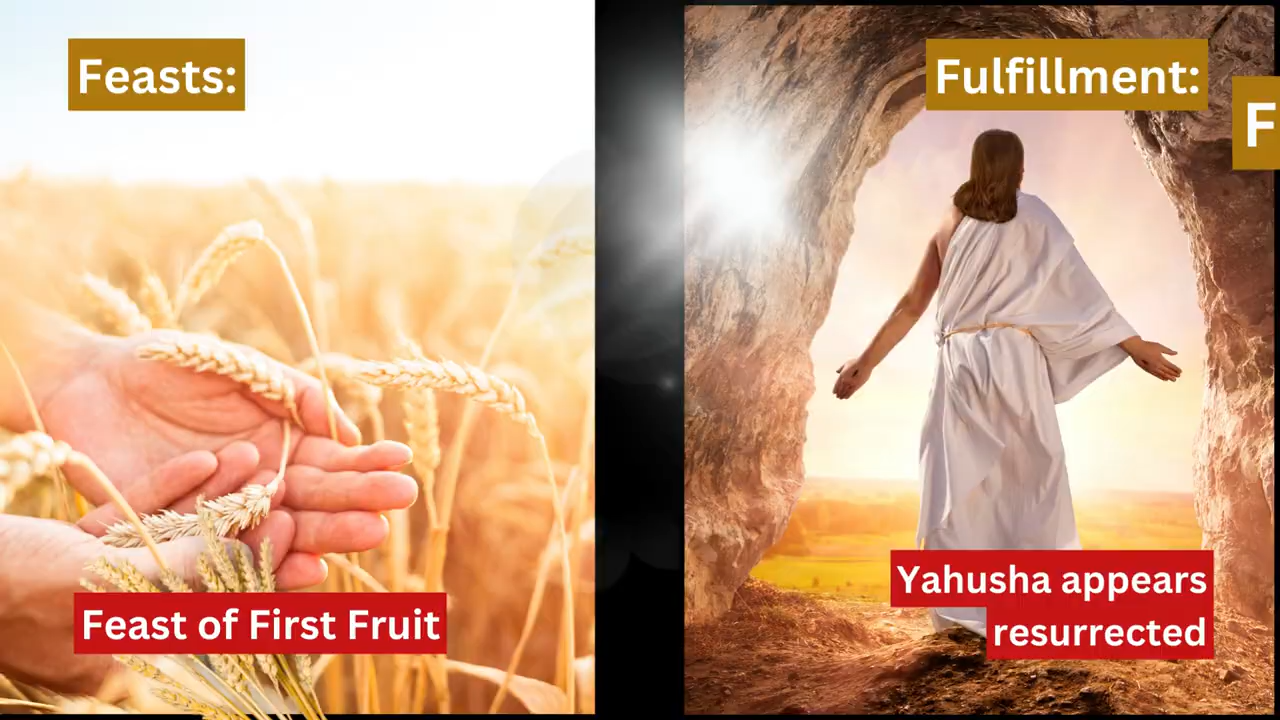 Feasts:
Fulfillment:
F
Feast of First Fruit
Yahusha appears
resurrected